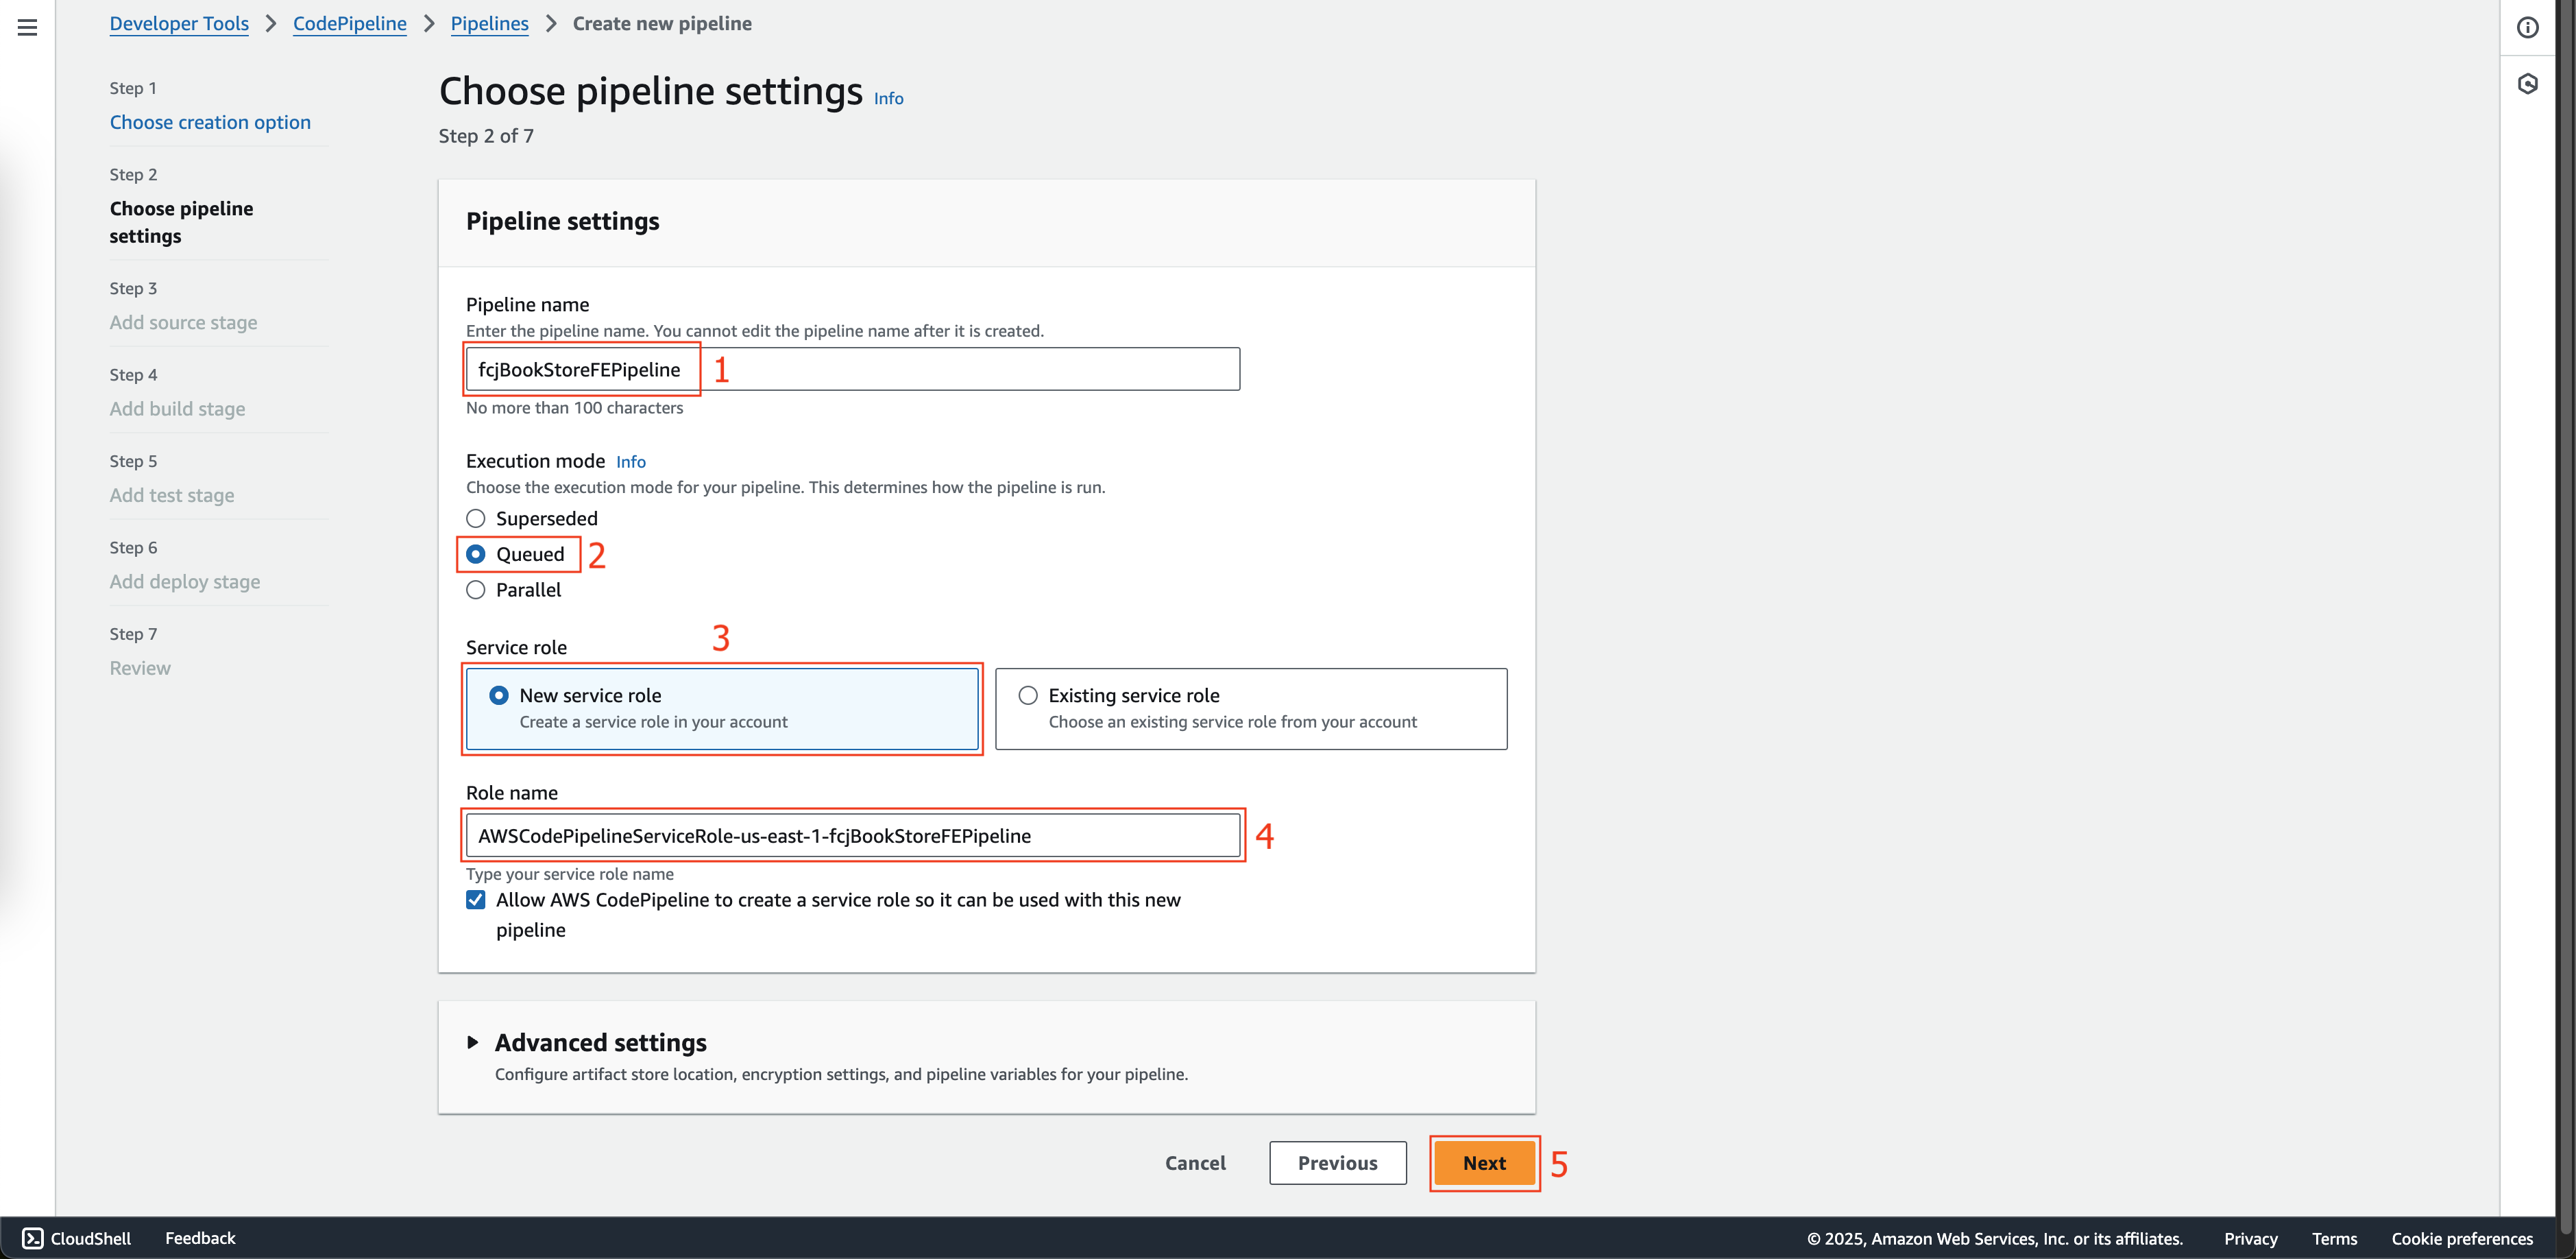 Developer Tools > CodePipeline > Pipelines > Create new pipeline
Step 1
Choose creation option
Step 2
Choose pipeline
settings
Step 3
Add source stage
Step 4
Add build stage
Step 5
Add test stage
Step 6
Add deploy stage
Step 7
Review
Choose pipeline settings Info
Step 2 of 7
Pipeline settings
Pipeline name
Enter the pipeline name. You cannot edit the pipeline name after it is created.
fcjBookStoreFEPipeline 1
No more than 100 characters
Execution mode Info
Choose the execution mode for your pipeline. This determines how the pipeline is run.
Superseded
Queued 2
Parallel
Service role 3
New service role
Create a service role in your account
Existing service role
Choose an existing service role from your account
Role name
AWSCodePipelineServiceRole-us-east-1-fcjBookStoreFEPipeline 4
Type your service role name
Allow AWS CodePipeline to create a service role so it can be used with this new
pipeline
Advanced settings
Configure artifact store location, encryption settings, and pipeline variables for your pipeline.
Cancel Previous Next 5
CloudShell Feedback © 2025, Amazon Web Services, Inc. or its affiliates. Privacy Terms Cookie preferences